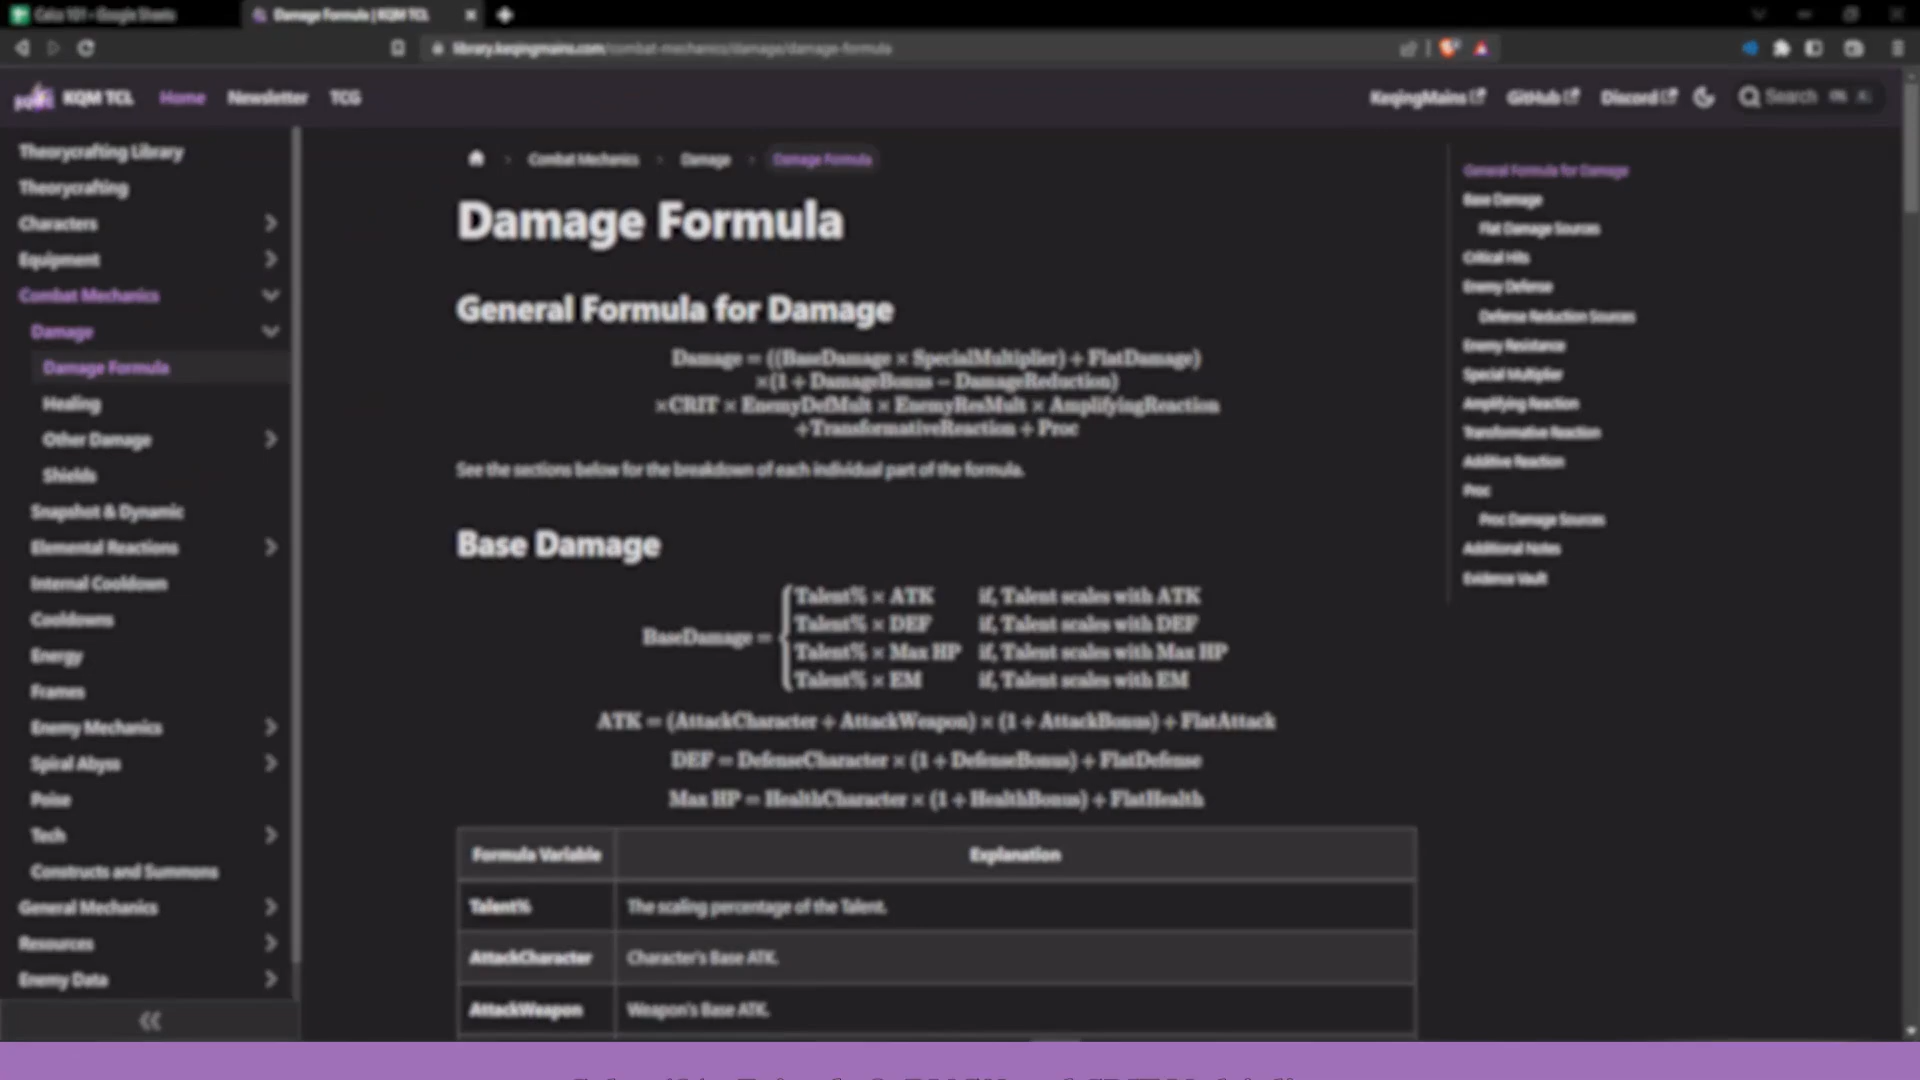 Calcs 101 - Google Sheets
Damage Formula | KQM TCL
library.keqingmains.com/combat-mechanics/damage/damage-formula
KQM TCL
Home
Newsletter
TCG
KeqingMains
GitHub
Discord
Search
Theorycrafting Library
Theorycrafting
Characters
Equipment
Combat Mechanics
Damage
Damage Formula
Healing
Other Damage
Shields
Snapshot & Dynamic
Elemental Reactions
Internal Cooldown
Cooldowns
Energy
Frames
Enemy Mechanics
Spiral Abyss
Poise
Tech
Constructs and Summons
General Mechanics
Resources
Enemy Data
Combat Mechanics
Damage
Damage Formula
Damage Formula
General Formula for Damage
Damage = ((BaseDamage × SpecialMultiplier) + FlatDamage)
×(1 + DamageBonus − DamageReduction)
×CRIT × EnemyDefMult × EnemyResMult × AmplifyingReaction
+TransformativeReaction + Proc
See the sections below for the breakdown of each individual part of the formula.
Base Damage
BaseDamage =
Talent% × ATK if, Talent scales with ATK
Talent% × DEF if, Talent scales with DEF
Talent% × Max HP if, Talent scales with Max HP
Talent% × EM if, Talent scales with EM
ATK = (AttackCharacter + AttackWeapon) × (1 + AttackBonus) + FlatAttack
DEF = DefenseCharacter × (1 + DefenseBonus) + FlatDefense
Max HP = HealthCharacter × (1 + HealthBonus) + FlatHealth
Formula Variable
Explanation
Talent%
The scaling percentage of the Talent.
AttackCharacter
Character's Base ATK.
AttackWeapon
Weapon's Base ATK.
General Formula for Damage
Base Damage
Flat Damage Sources
Critical Hits
Enemy Defense
Defense Reduction Sources
Enemy Resistance
Special Multiplier
Amplifying Reaction
Transformative Reaction
Additive Reaction
Proc
Proc Damage Sources
Additional Notes
Evidence Vault